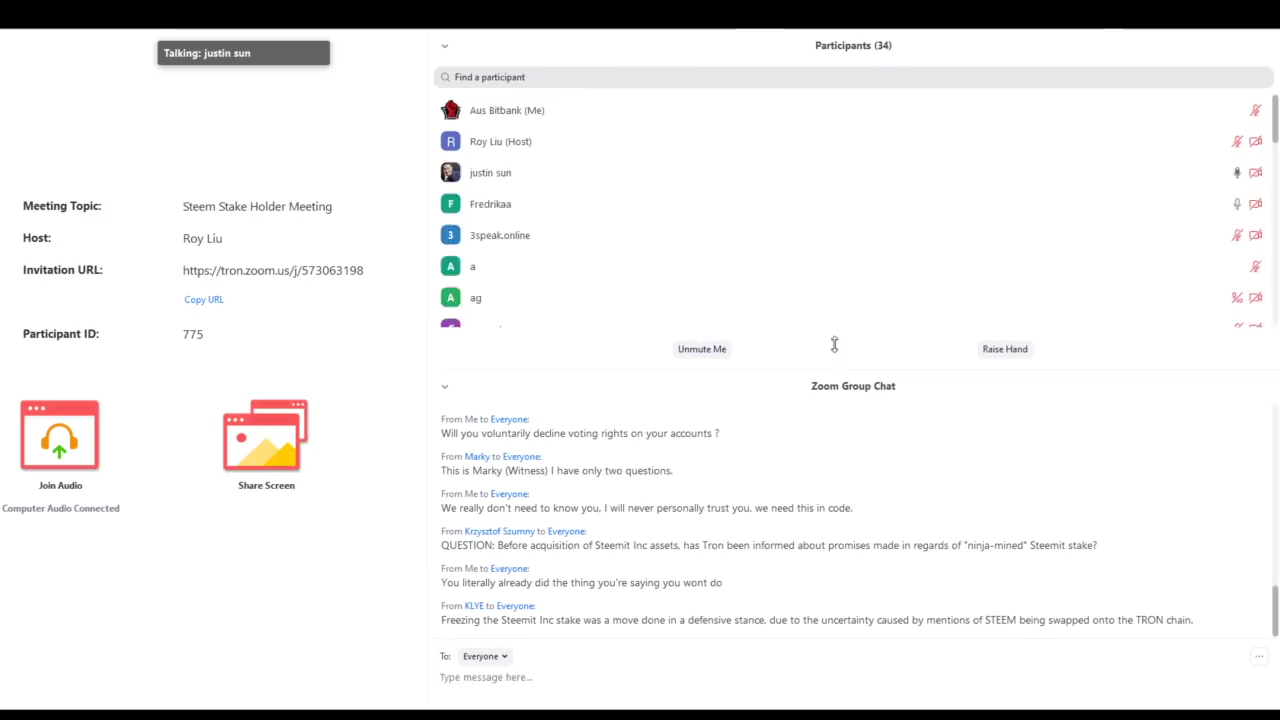 Talking: justin sun
Meeting Topic: Steem Stake Holder Meeting
Host: Roy Liu
Invitation URL: https://tron.zoom.us/j/573063198
Copy URL
Participant ID: 775
Join Audio
Computer Audio Connected
Share Screen
Participants (34)
Find a participant
Aus Bitbank (Me)
R Roy Liu (Host)
justin sun
F Fredrikaa
3 3speak.online
A a
A ag
Unmute Me
Raise Hand
Zoom Group Chat
From Me to Everyone:
Will you voluntarily decline voting rights on your accounts ?
From Marky to Everyone:
This is Marky (Witness) I have only two questions.
From Me to Everyone:
We really don't need to know you, I will never personally trust you, we need this in code.
From Krzysztof Szumny to Everyone:
QUESTION: Before acquisition of Steemit Inc assets, has Tron been informed about promises made in regards of "ninja-mined" Steemit stake?
From Me to Everyone:
You literally already did the thing you're saying you wont do
From KLYE to Everyone:
Freezing the Steemit Inc stake was a move done in a defensive stance, due to the uncertainty caused by mentions of STEEM being swapped onto the TRON chain.
To: Everyone
Type message here...